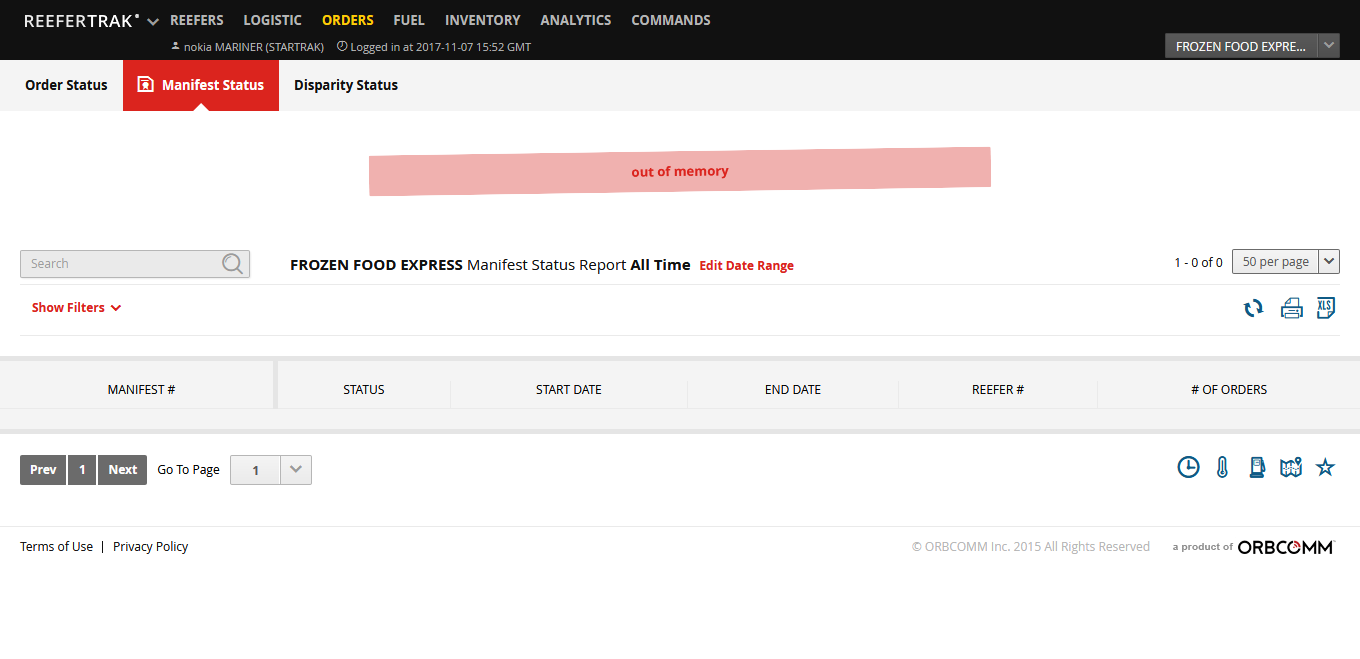 REEFERTRAK
REEFERS LOGISTIC ORDERS FUEL INVENTORY ANALYTICS COMMANDS
nokia MARINER (STARTRAK) Logged in at 2017-11-07 15:52 GMT
FROZEN FOOD EXPRE...
Order Status Manifest Status Disparity Status
out of memory
Search
FROZEN FOOD EXPRESS Manifest Status Report All Time Edit Date Range
1 - 0 of 0 50 per page
Show Filters
XLS
MANIFEST # STATUS START DATE END DATE REEFER # # OF ORDERS
Prev 1 Next Go To Page 1
Terms of Use | Privacy Policy
© ORBCOMM Inc. 2015 All Rights Reserved a product of ORBCOMM